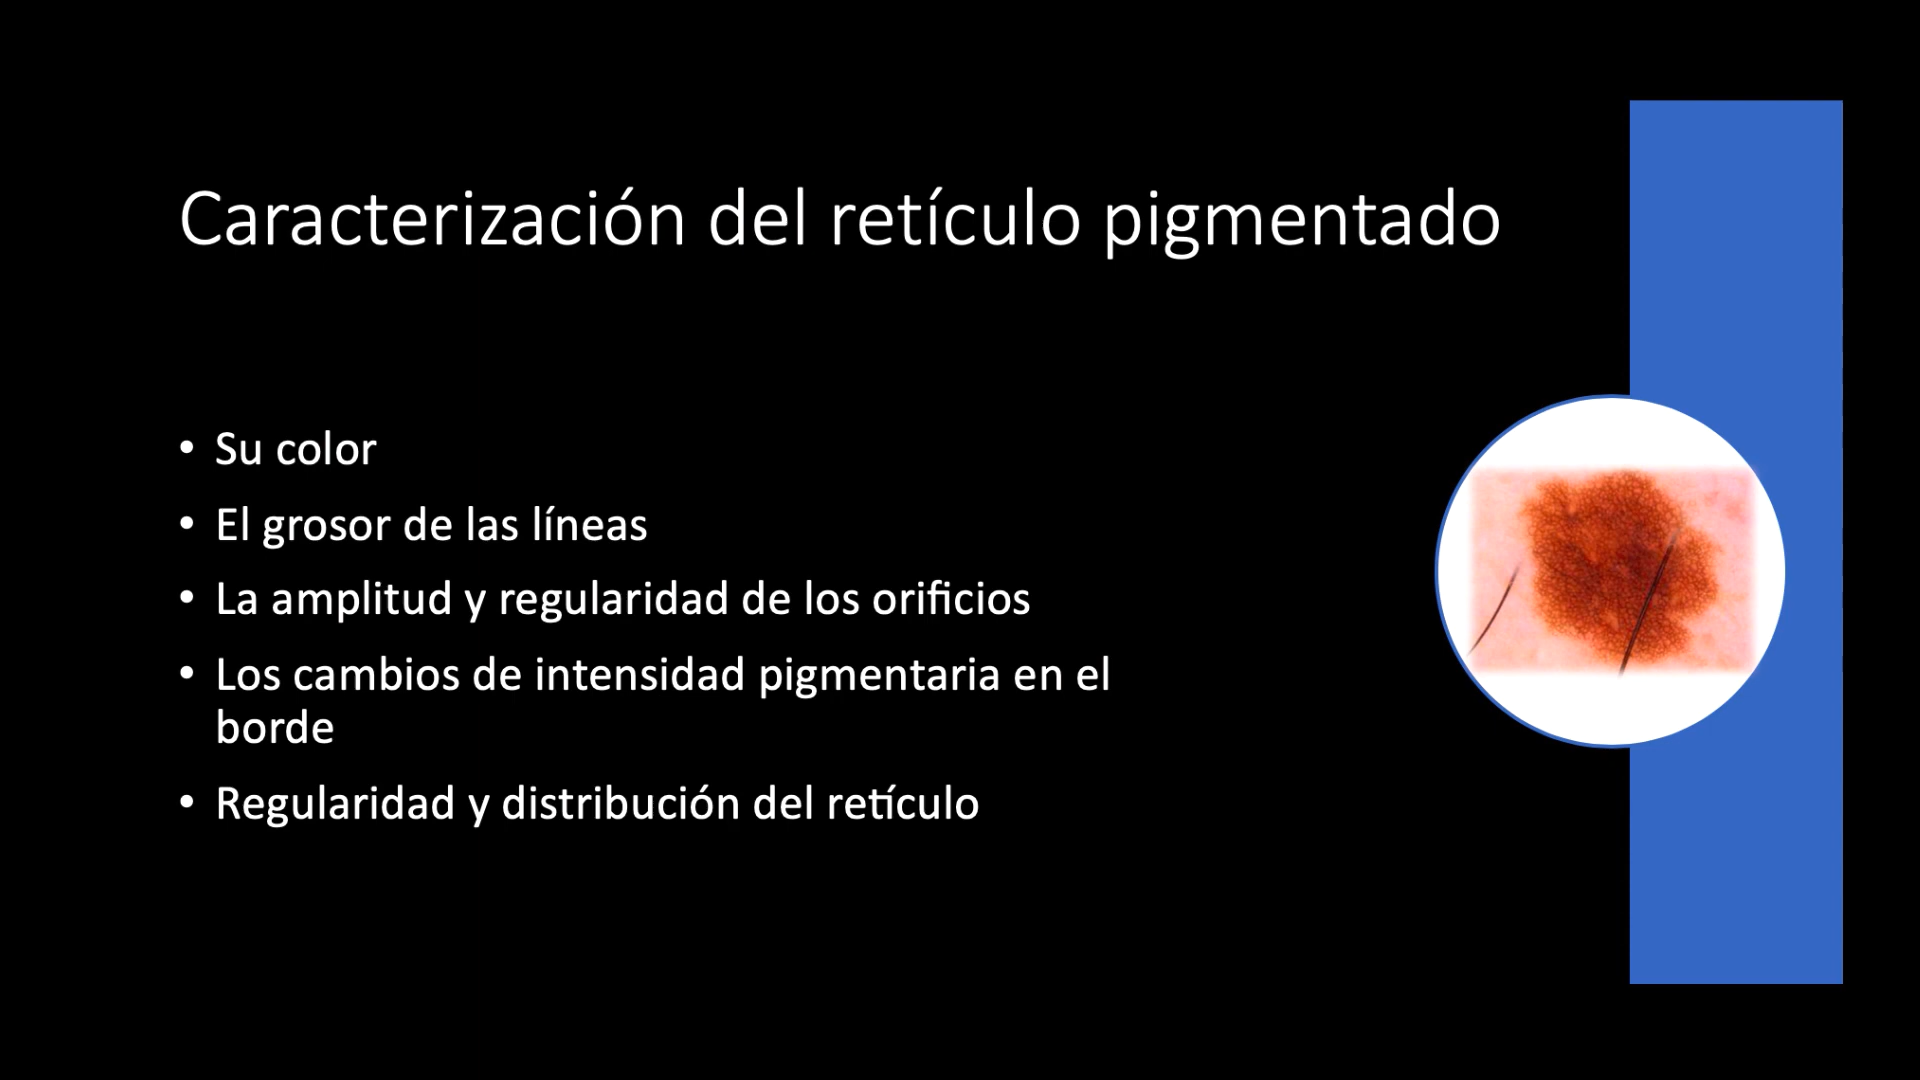 Caracterización del retículo pigmentado
• Su color
• El grosor de las líneas
• La amplitud y regularidad de los orificios
• Los cambios de intensidad pigmentaria en el
borde
• Regularidad y distribución del retículo